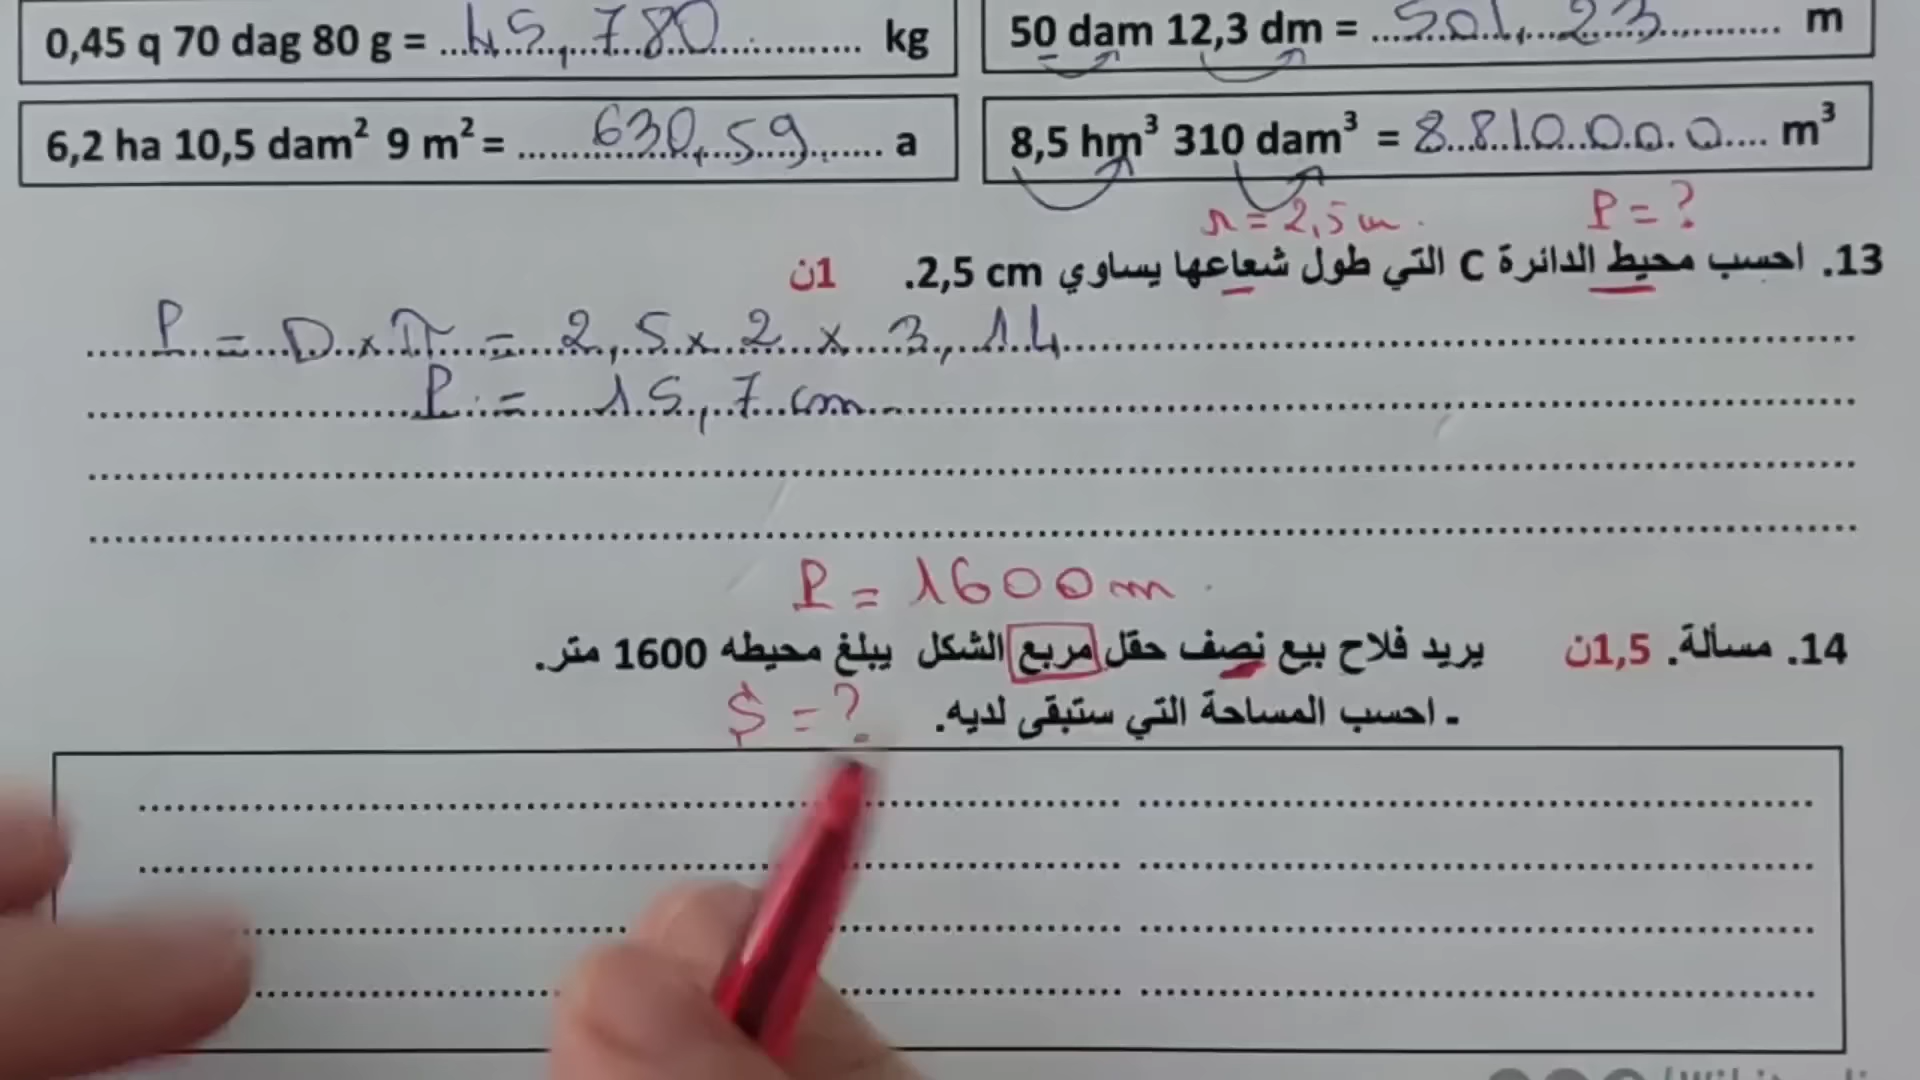 0,45 q 70 dag 80 g = 45,780 kg
50 dam 12,3 dm = 501,23 m
6,2 ha 10,5 dam² 9 m² = 630,59 a
8,5 hm³ 310 dam³ = 8810000 m³
r = 2,5 cm. P = ?
13. احسب محيط الدائرة C التي طول شعاعها يساوي 2,5 cm. 1ن
P = D × π = 2,5 × 2 × 3,14
P = 15,7 cm
P = 1600 m.
14. مسألة. 1,5ن يريد فلاح بيع نصف حقل مربع الشكل يبلغ محيطه 1600 متر.
- احسب المساحة التي ستبقى لديه. S = ?